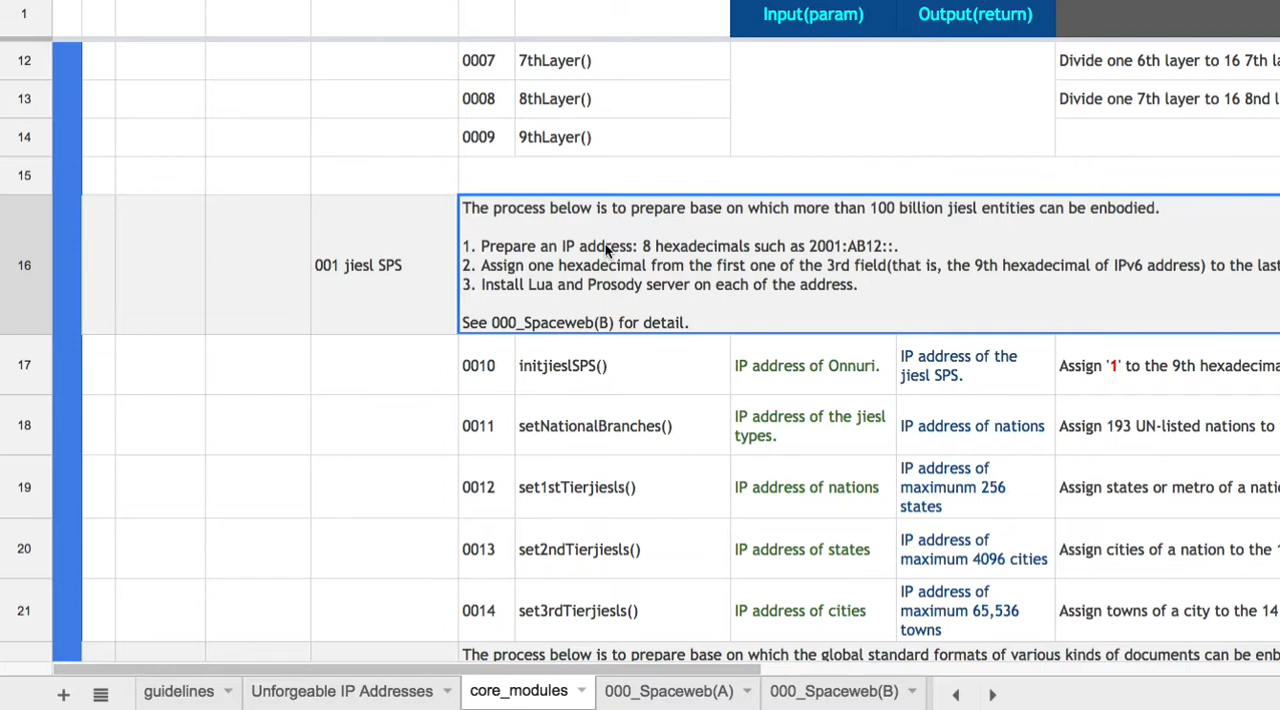 1
Input(param) Output(return)
12 0007 7thLayer() Divide one 6th layer to 16 7th
13 0008 8thLayer() Divide one 7th layer to 16 8nd
14 0009 9thLayer()
15
The process below is to prepare base on which more than 100 billion jiesl entities can be enbodied.
1. Prepare an IP address: 8 hexadecimals such as 2001:AB12::.
16 001 jiesl SPS 2. Assign one hexadecimal from the first one of the 3rd field(that is, the 9th hexadecimal of IPv6 address) to the last
3. Install Lua and Prosody server on each of the address.
See 000_Spaceweb(B) for detail.
17 0010 initjieslSPS() IP address of Onnuri. IP address of the
jiesl SPS. Assign '1' to the 9th hexadecima
18 0011 setNationalBranches() IP address of the jiesl
types. IP address of nations Assign 193 UN-listed nations to
19 0012 set1stTierjiesls() IP address of nations IP address of
maximunm 256
states Assign states or metro of a nati
20 0013 set2ndTierjiesls() IP address of states IP address of
maximum 4096 cities Assign cities of a nation to the 1
21 0014 set3rdTierjiesls() IP address of cities IP address of
maximum 65,536
towns Assign towns of a city to the 14
The process below is to prepare base on which the global standard formats of various kinds of documents can be enb
guidelines Unforgeable IP Addresses core_modules 000_Spaceweb(A) 000_Spaceweb(B)